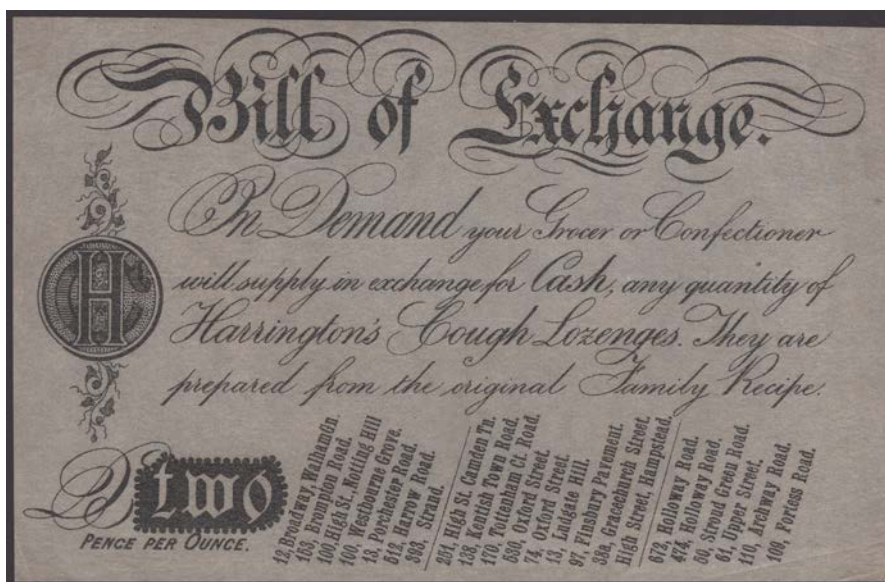 Bill of Exchange.
On Demand your Grocer or Confectioner
will supply in exchange for Cash, any quantity of
Harrington's Cough Lozenges. They are
prepared from the original Family Recipe.
H
D Two
PENCE PER OUNCE.
12, Broadway, Walham Gn.
153, Brompton Road.
100, High St., Notting Hill
100, Westbourne Grove.
13, Porchester Road.
512, Harrow Road.
393, Strand.
251, High St. Camden Tn.
158, Kentish Town Road.
170, Tottenham Ct. Road.
530, Oxford Street.
74, Oxford Street.
13, Ludgate Hill.
97, Finsbury Pavement.
38a, Gracechurch Street.
High Street, Hampstead.
672, Holloway Road.
474, Holloway Road.
50, Stroud Green Road.
61, Upper Street.
110, Archway Road.
109, Fortess Road.